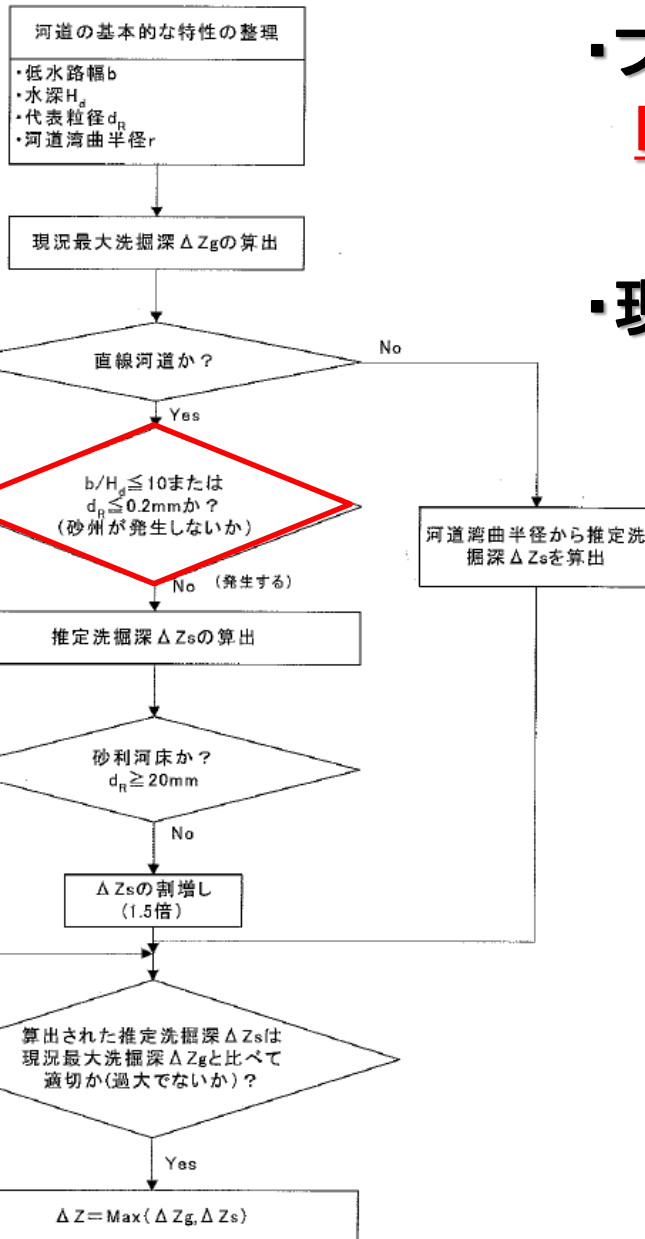 河道の基本的な特性の整理
・低水路幅b
・水深Hd
・代表粒径dR
・河道湾曲半径r
現況最大洗掘深ΔZgの算出
直線河道か？
No
Yes
b/Hd≦10または
dR≦0.2mmか？
(砂州が発生しないか)
No (発生する)
河道湾曲半径から推定洗
掘深ΔZsを算出
推定洗掘深ΔZsの算出
砂利河床か？
dR≧20mm
No
ΔZsの割増し
(1.5倍)
算出された推定洗掘深ΔZsは
現況最大洗掘深ΔZgと比べて
適切か(過大でないか)？
Yes
ΔZ=Max{ΔZg,ΔZs}
・フ
・現